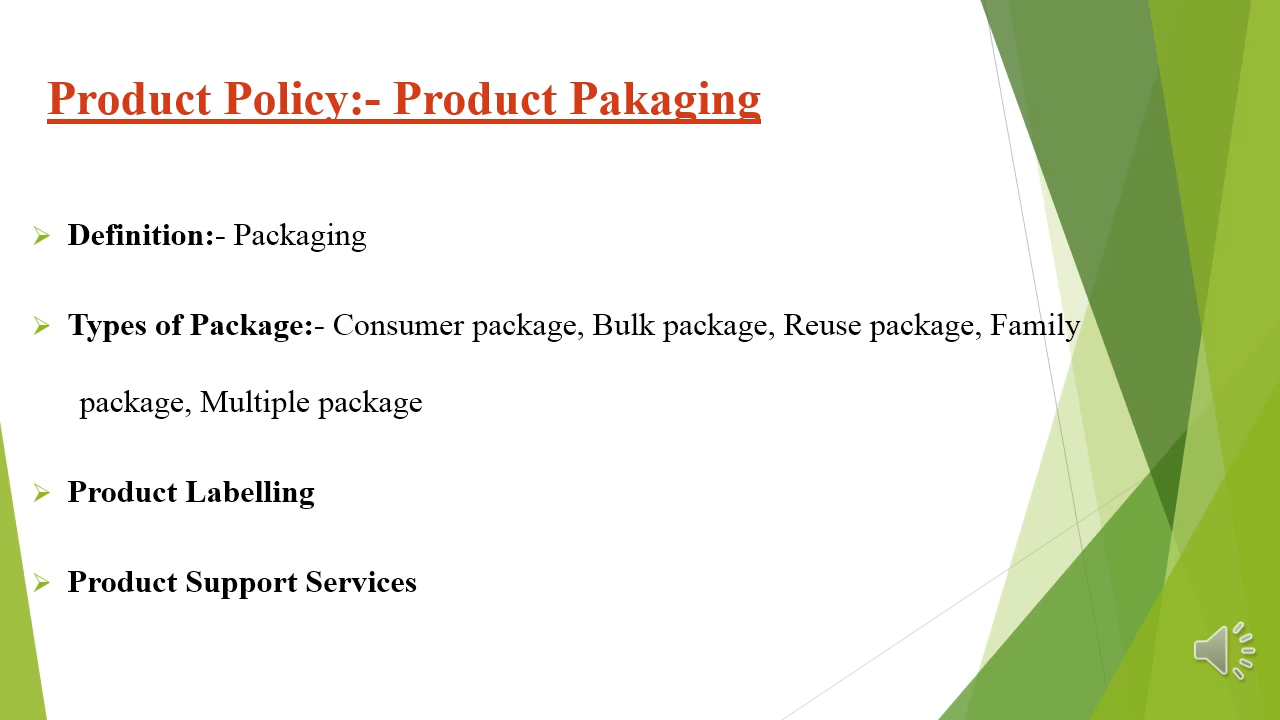 Product Policy:- Product Pakaging
Definition:- Packaging
Types of Package:- Consumer package, Bulk package, Reuse package, Family
package, Multiple package
Product Labelling
Product Support Services